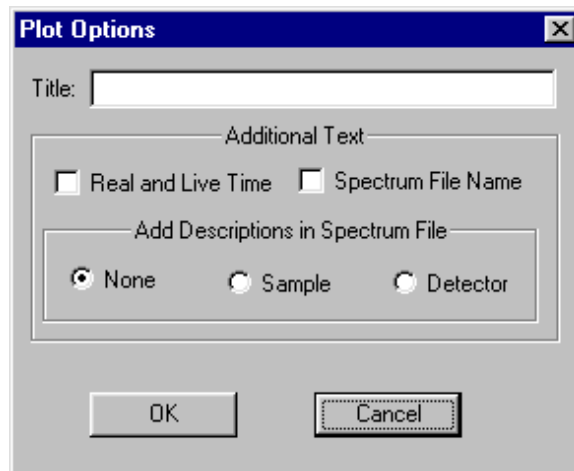 Plot Options
Title:
Additional Text
Real and Live Time Spectrum File Name
Add Descriptions in Spectrum File
None Sample Detector
OK Cancel